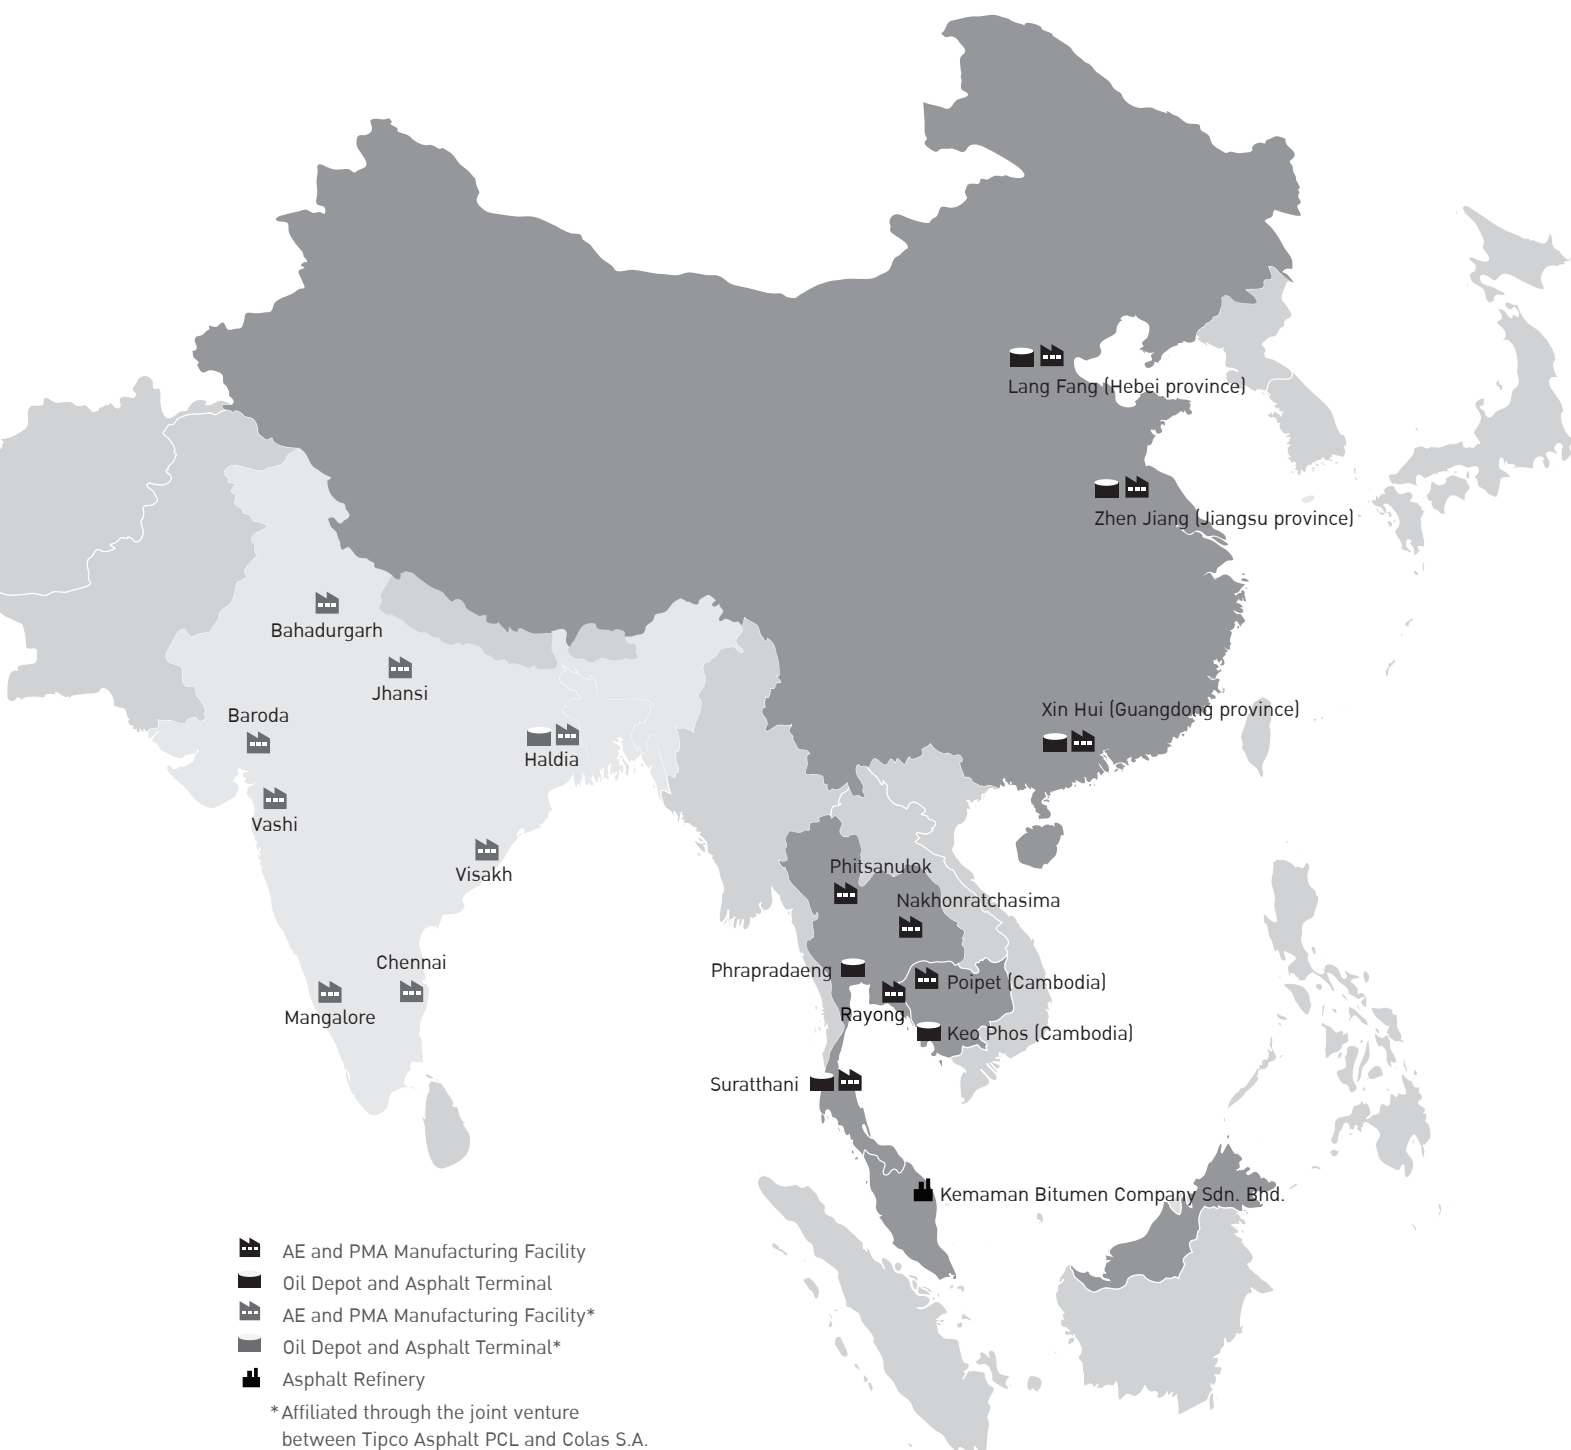 Lang Fang (Hebei province)
Zhen Jiang (Jiangsu province)
Bahadurgarh
Jhansi
Baroda
Xin Hui (Guangdong province)
Haldia
Vashi
Visakh
Phitsanulok
Nakhonratchasima
Chennai
Phrapradaeng
Poipet (Cambodia)
Mangalore
Rayong
Keo Phos (Cambodia)
Suratthani
Kemaman Bitumen Company Sdn. Bhd.
AE and PMA Manufacturing Facility
Oil Depot and Asphalt Terminal
AE and PMA Manufacturing Facility*
Oil Depot and Asphalt Terminal*
Asphalt Refinery
* Affiliated through the joint venture
between Tipco Asphalt PCL and Colas S.A.